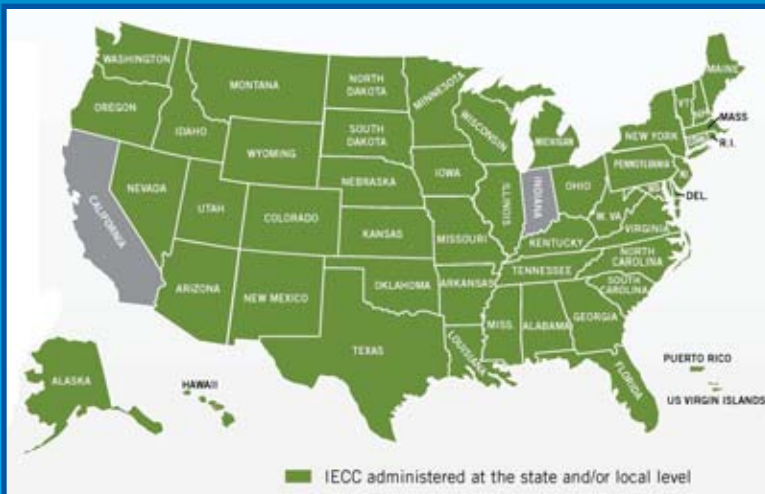 WASHINGTON
OREGON
CALIFORNIA
NEVADA
IDAHO
MONTANA
WYOMING
UTAH
COLORADO
ARIZONA
NEW MEXICO
NORTH
DAKOTA
SOUTH
DAKOTA
NEBRASKA
KANSAS
OKLAHOMA
TEXAS
MINNESOTA
IOWA
MISSOURI
ARKANSAS
LOUISIANA
WISCONSIN
ILLINOIS
MICHIGAN
INDIANA
OHIO
KENTUCKY
TENNESSEE
MISS.
ALABAMA
GEORGIA
FLORIDA
SOUTH
CAROLINA
NORTH
CAROLINA
VIRGINIA
W. VA
PENNSYLVANIA
NEW YORK
VT
MAINE
MASS
R.I.
NJ
DEL.
ALASKA
HAWAII
PUERTO RICO
US VIRGIN ISLANDS
IECC administered at the state and/or local level